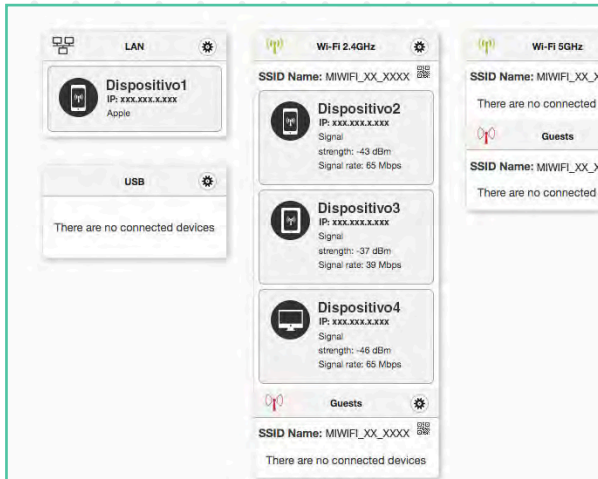 LAN
Dispositivo1
IP: xxx.xxx.x.xxx
Apple
USB
There are no connected devices
Wi-Fi 2.4GHz
SSID Name: MIWIFI_XX_XXXX
Dispositivo2
IP: xxx.xxx.x.xxx
Signal
strength: -43 dBm
Signal rate: 65 Mbps
Dispositivo3
IP: xxx.xxx.x.xxx
Signal
strength: -37 dBm
Signal rate: 39 Mbps
Dispositivo4
IP: xxx.xxx.x.xxx
Signal
strength: -46 dBm
Signal rate: 65 Mbps
Guests
SSID Name: MIWIFI_XX_XXXX
There are no connected devices
Wi-Fi 5GHz
SSID Name: MIWIFI_XX_X
There are no connected
Guests
SSID Name: MIWIFI_XX_X
There are no connected